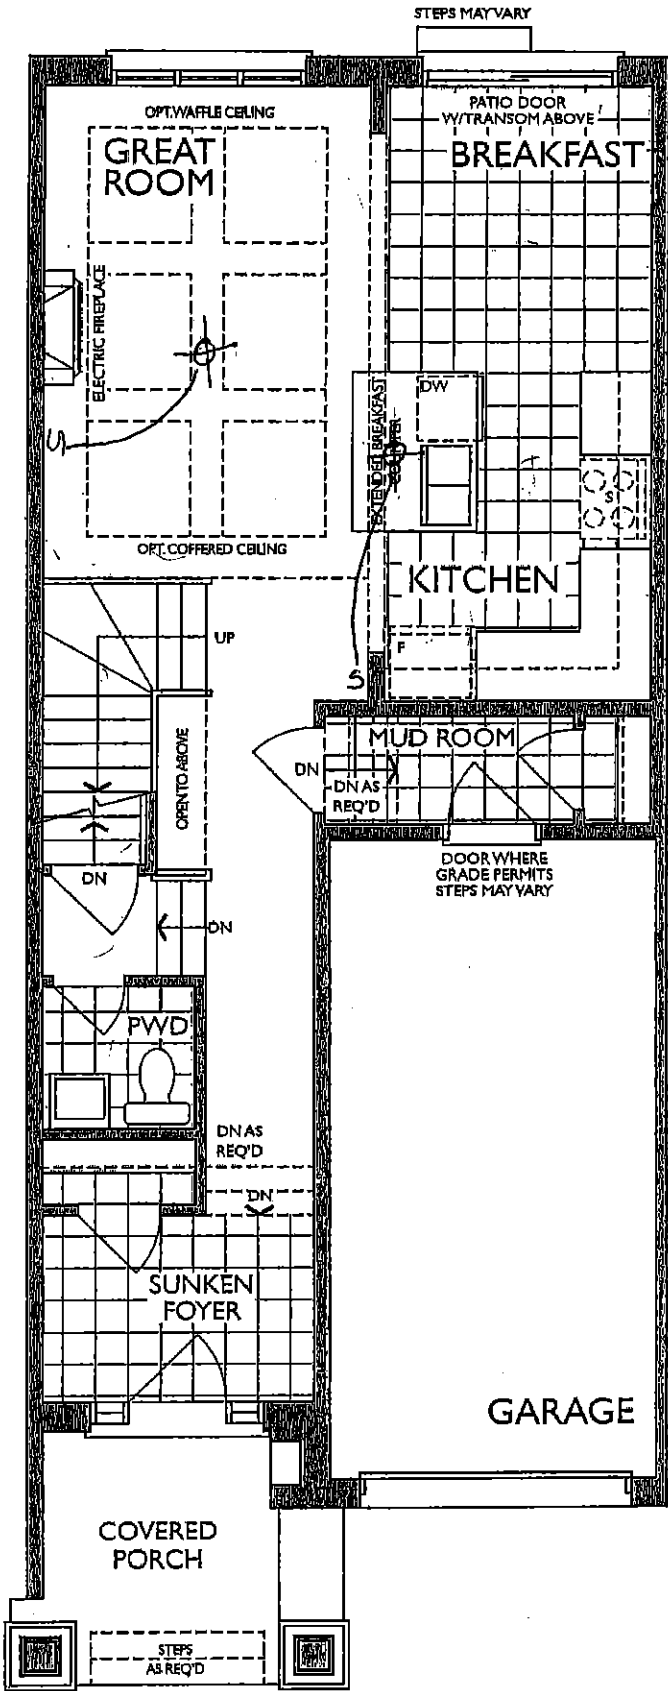 STEPS MAY VARY
OPT. WAFFLE CEILING
GREAT
ROOM
PATIO DOOR
W/TRANSOM ABOVE
BREAKFAST
ELECTRIC FIREPLACE
EXTENDED BREAKFAST
COUNTER
DW
S
S
OPT. COFFERED CEILING
KITCHEN
F
S
UP
OPEN TO ABOVE
MUD ROOM
DN
DN AS
REQ'D
DOOR WHERE
GRADE PERMITS
STEPS MAY VARY
DN
DN
PWD
DN AS
REQ'D
DN
SUNKEN
FOYER
GARAGE
COVERED
PORCH
STEPS
AS REQ'D